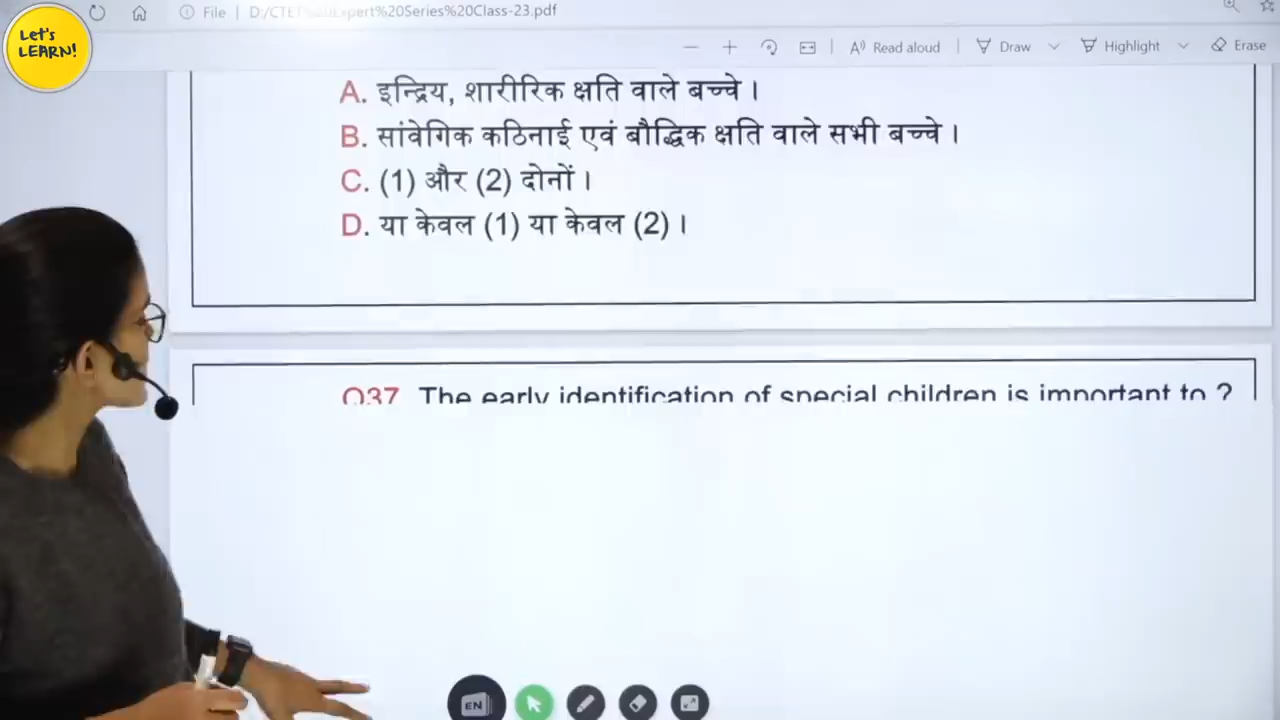 Let's
LEARN!
File | D:/CTET Expert%20Series%20Class-23.pdf
Read aloud | Draw Highlight Erase
A. इन्द्रिय, शारीरिक क्षति वाले बच्चे।
B. सांवेगिक कठिनाई एवं बौद्धिक क्षति वाले सभी बच्चे।
C. (1) और (2) दोनों।
D. या केवल (1) या केवल (2)।
Q37 The early identification of special children is important to ?
EN